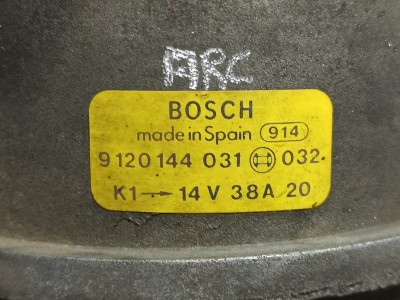 ARC
BOSCH
made in Spain 914
9 120 144 031 032.
K1→ 14 V 38A 20